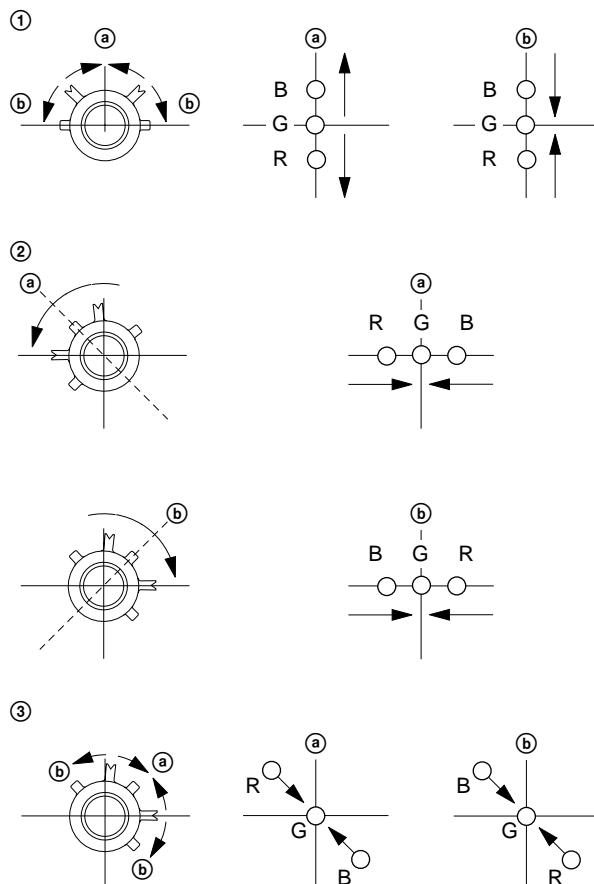 ①
ⓐ ⓐ ⓑ
ⓑ ⓑ
B B
G G
R R
②
ⓐ ⓐ
R G B
ⓑ ⓑ
B G R
③
ⓐ ⓑ
ⓑ ⓐ
R B
G G
ⓑ
B R